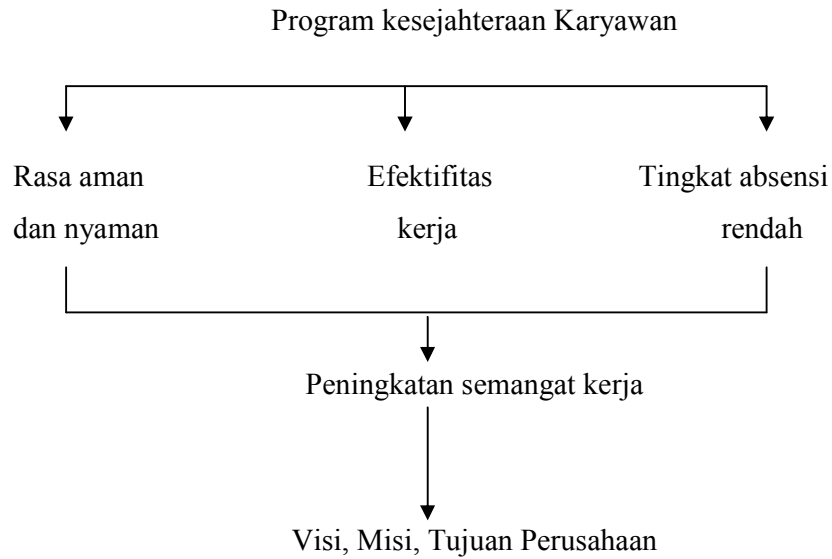 Program kesejahteraan Karyawan
Rasa aman
dan nyaman
Efektifitas
kerja
Tingkat absensi
rendah
Peningkatan semangat kerja
Visi, Misi, Tujuan Perusahaan